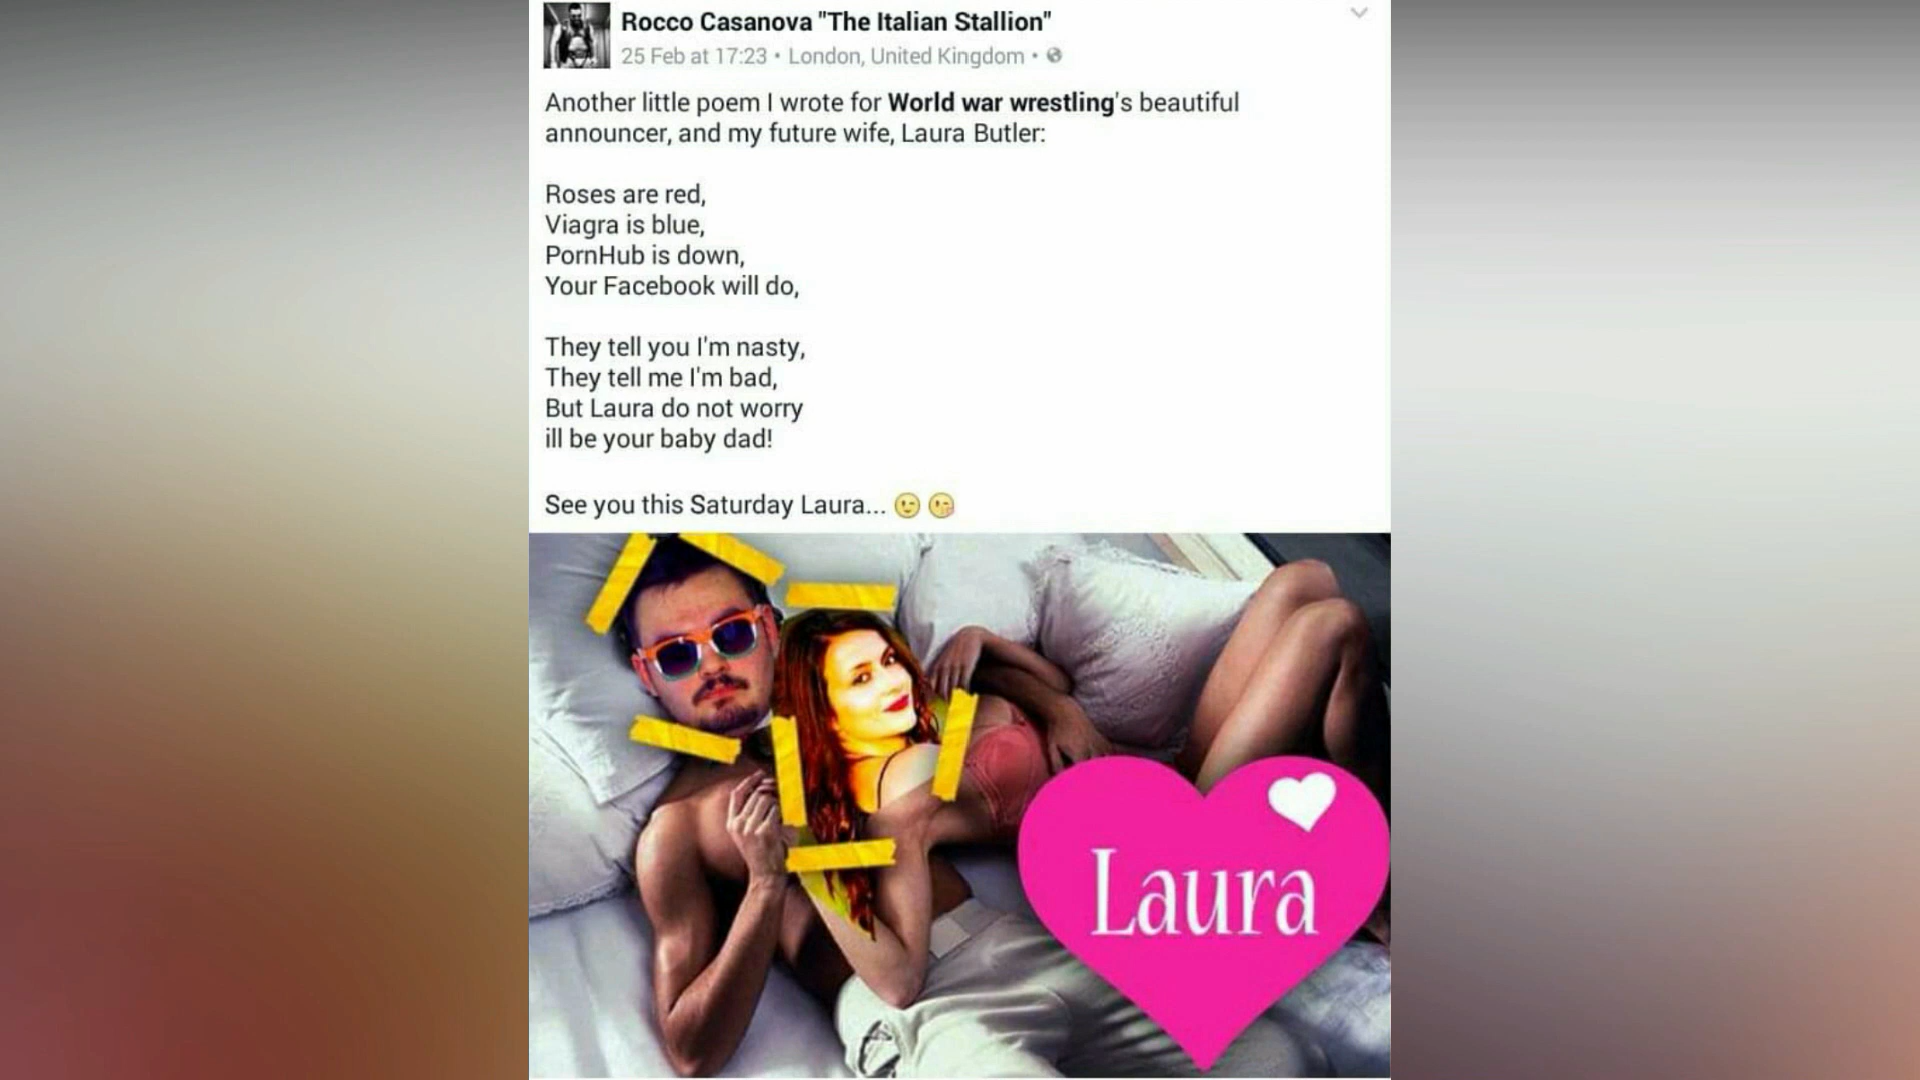 Rocco Casanova "The Italian Stallion"
25 Feb at 17:23 • London, United Kingdom •
Another little poem I wrote for World war wrestling's beautiful
announcer, and my future wife, Laura Butler:
Roses are red,
Viagra is blue,
PornHub is down,
Your Facebook will do,
They tell you I'm nasty,
They tell me I'm bad,
But Laura do not worry
ill be your baby dad!
See you this Saturday Laura... 😉 😘
Laura